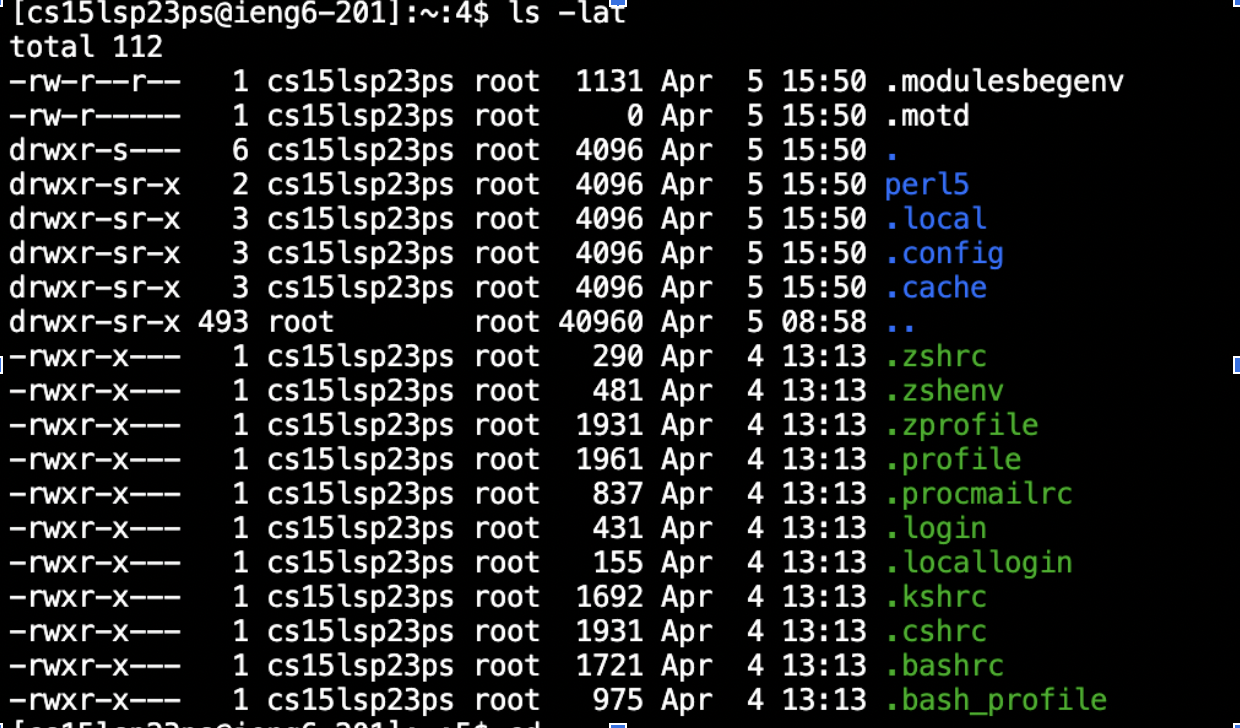 [cs15lsp23ps@ieng6-201]:~:4$ ls -lat
total 112
-rw-r--r--   1 cs15lsp23ps root  1131 Apr  5 15:50 .modulesbegenv
-rw-r-----   1 cs15lsp23ps root     0 Apr  5 15:50 .motd
drwxr-s---   6 cs15lsp23ps root  4096 Apr  5 15:50 .
drwxr-sr-x   2 cs15lsp23ps root  4096 Apr  5 15:50 perl5
drwxr-sr-x   3 cs15lsp23ps root  4096 Apr  5 15:50 .local
drwxr-sr-x   3 cs15lsp23ps root  4096 Apr  5 15:50 .config
drwxr-sr-x   3 cs15lsp23ps root  4096 Apr  5 15:50 .cache
drwxr-sr-x 493 root        root 40960 Apr  5 08:58 ..
-rwxr-x---   1 cs15lsp23ps root   290 Apr  4 13:13 .zshrc
-rwxr-x---   1 cs15lsp23ps root   481 Apr  4 13:13 .zshenv
-rwxr-x---   1 cs15lsp23ps root  1931 Apr  4 13:13 .zprofile
-rwxr-x---   1 cs15lsp23ps root  1961 Apr  4 13:13 .profile
-rwxr-x---   1 cs15lsp23ps root   837 Apr  4 13:13 .procmailrc
-rwxr-x---   1 cs15lsp23ps root   431 Apr  4 13:13 .login
-rwxr-x---   1 cs15lsp23ps root   155 Apr  4 13:13 .locallogin
-rwxr-x---   1 cs15lsp23ps root  1692 Apr  4 13:13 .kshrc
-rwxr-x---   1 cs15lsp23ps root  1931 Apr  4 13:13 .cshrc
-rwxr-x---   1 cs15lsp23ps root  1721 Apr  4 13:13 .bashrc
-rwxr-x---   1 cs15lsp23ps root   975 Apr  4 13:13 .bash_profile